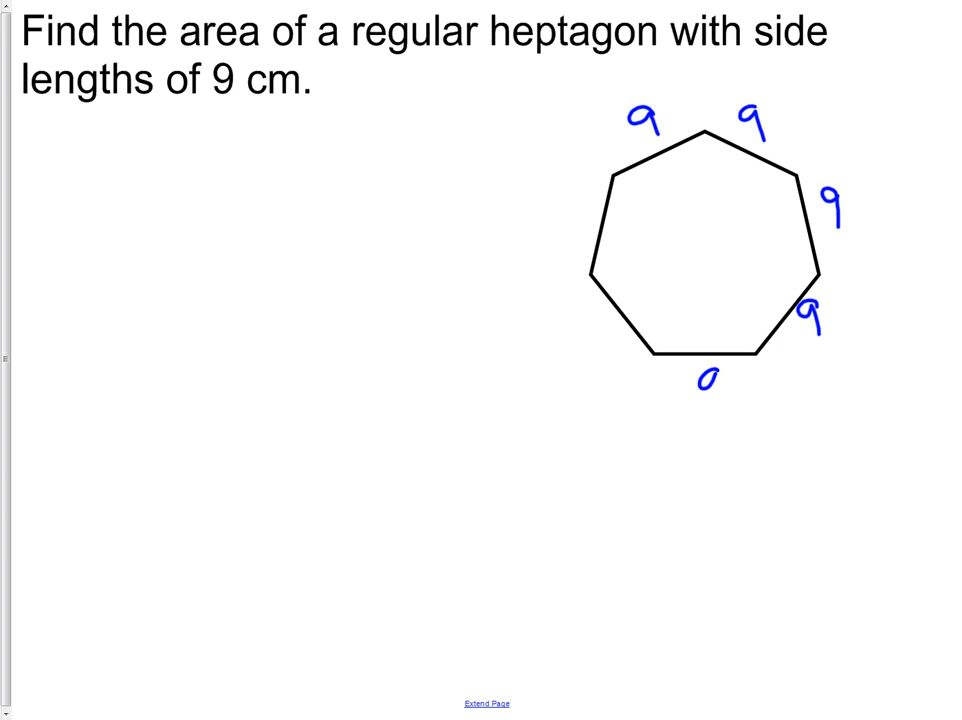 Find the area of a regular heptagon with side
lengths of 9 cm.
9 9
9
9
Extend Page